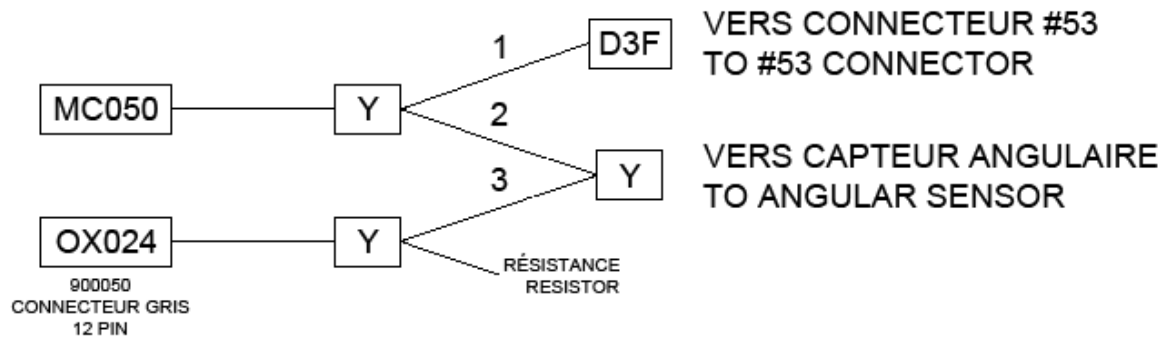 1
D3F
VERS CONNECTEUR #53
TO #53 CONNECTOR
MC050
Y
2
3
Y
VERS CAPTEUR ANGULAIRE
TO ANGULAR SENSOR
OX024
Y
900050
CONNECTEUR GRIS
12 PIN
RÉSISTANCE
RESISTOR